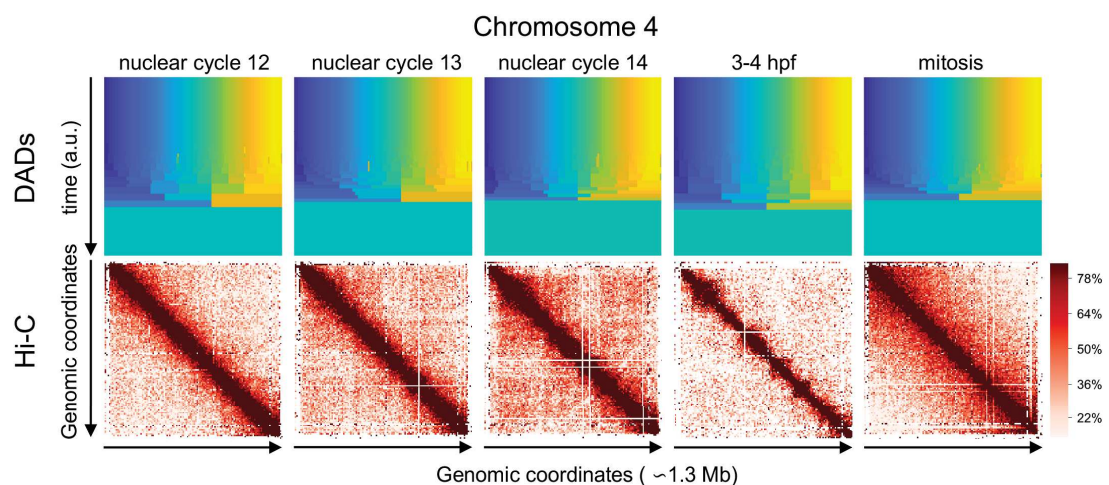 Chromosome 4
nuclear cycle 12
nuclear cycle 13
nuclear cycle 14
3-4 hpf
mitosis
DADs
time (a.u.)
Hi-C
Genomic coordinates
78%
64%
50%
36%
22%
Genomic coordinates ( ∽1.3 Mb)